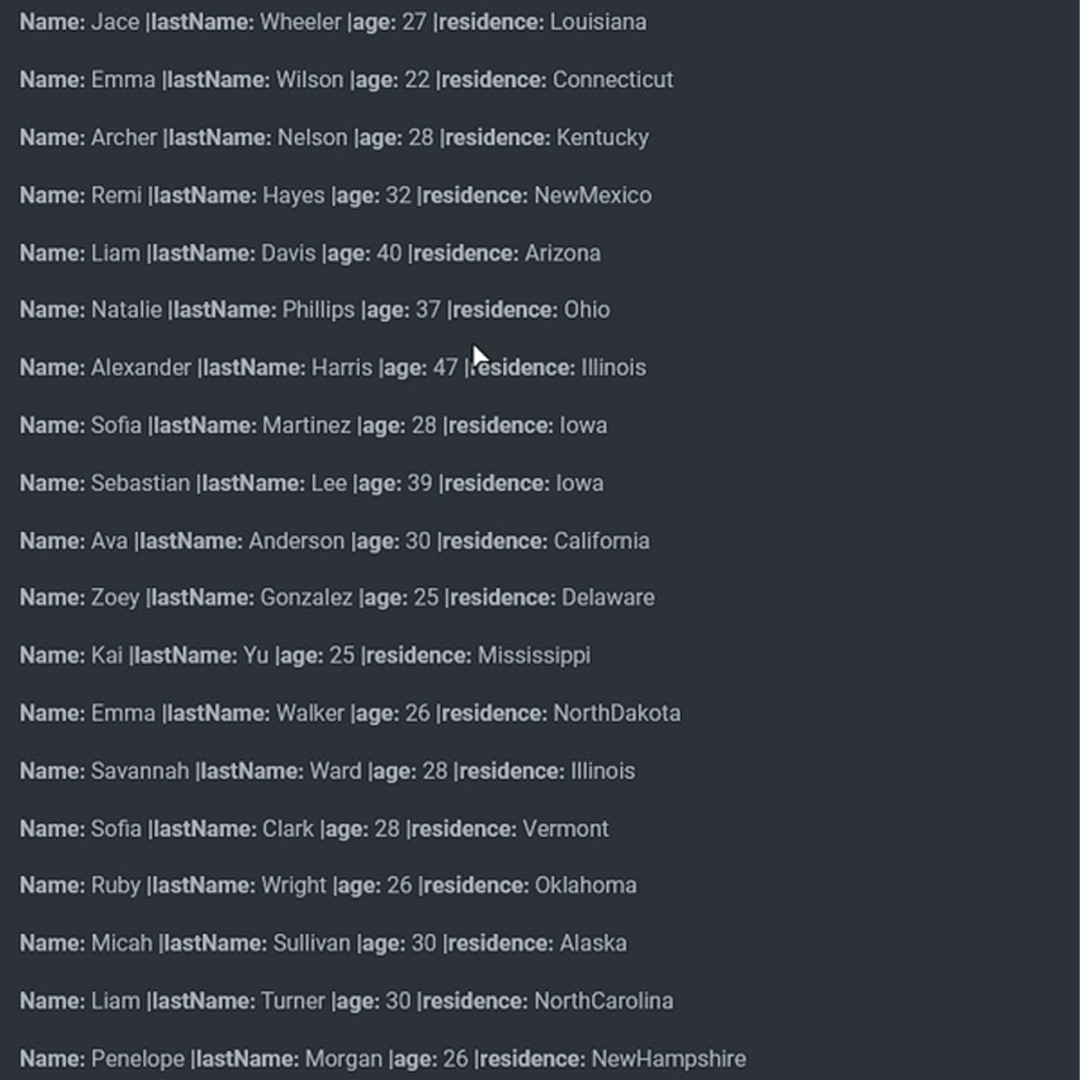 Name: Jace |lastName: Wheeler |age: 27 |residence: Louisiana
Name: Emma |lastName: Wilson |age: 22 |residence: Connecticut
Name: Archer |lastName: Nelson |age: 28 |residence: Kentucky
Name: Remi |lastName: Hayes |age: 32 |residence: NewMexico
Name: Liam |lastName: Davis |age: 40 |residence: Arizona
Name: Natalie |lastName: Phillips |age: 37 |residence: Ohio
Name: Alexander |lastName: Harris |age: 47 |residence: Illinois
Name: Sofia |lastName: Martinez |age: 28 |residence: Iowa
Name: Sebastian |lastName: Lee |age: 39 |residence: Iowa
Name: Ava |lastName: Anderson |age: 30 |residence: California
Name: Zoey |lastName: Gonzalez |age: 25 |residence: Delaware
Name: Kai |lastName: Yu |age: 25 |residence: Mississippi
Name: Emma |lastName: Walker |age: 26 |residence: NorthDakota
Name: Savannah |lastName: Ward |age: 28 |residence: Illinois
Name: Sofia |lastName: Clark |age: 28 |residence: Vermont
Name: Ruby |lastName: Wright |age: 26 |residence: Oklahoma
Name: Micah |lastName: Sullivan |age: 30 |residence: Alaska
Name: Liam |lastName: Turner |age: 30 |residence: NorthCarolina
Name: Penelope |lastName: Morgan |age: 26 |residence: NewHampshire